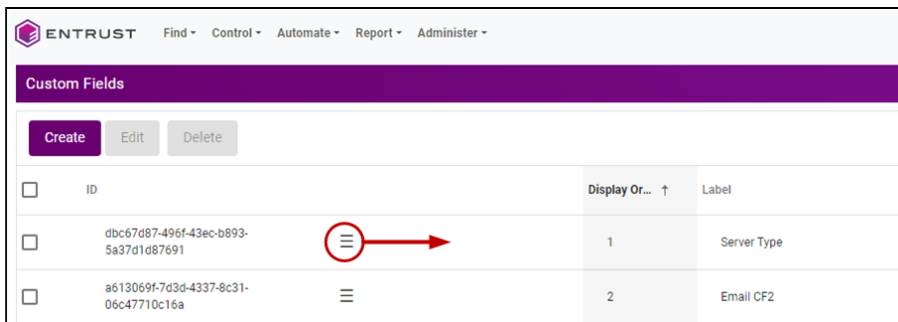 ENTRUST Find Control Automate Report Administer
Custom Fields
Create Edit Delete
ID Display Or... ↑ Label
dbc67d87-496f-43ec-b893-
5a37d1d87691
1 Server Type
a613069f-7d3d-4337-8c31-
06c47710c16a
2 Email CF2